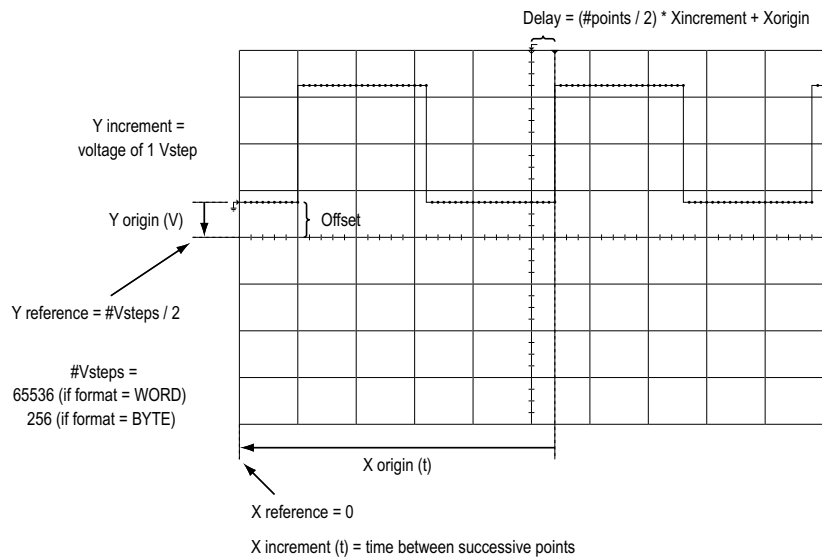 Delay = (#points / 2) * Xincrement + Xorigin
Y increment =
voltage of 1 Vstep
Y origin (V)
Offset
Y reference = #Vsteps / 2
#Vsteps =
65536 (if format = WORD)
256 (if format = BYTE)
X origin (t)
X reference = 0
X increment (t) = time between successive points